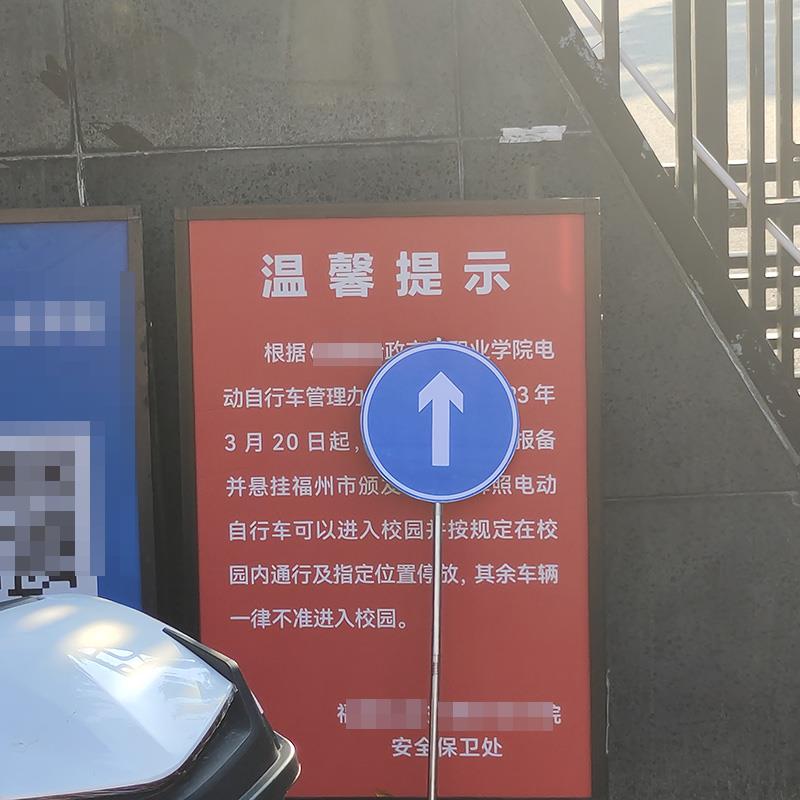 温馨提示
根据《 政 职业学院电
动自行车管理办 23年
3月20日起， 报备
并悬挂福州市颁发 牌照电动
自行车可以进入校园并按规定在校
园内通行及指定位置停放，其余车辆
一律不准进入校园。
福 院
安全保卫处